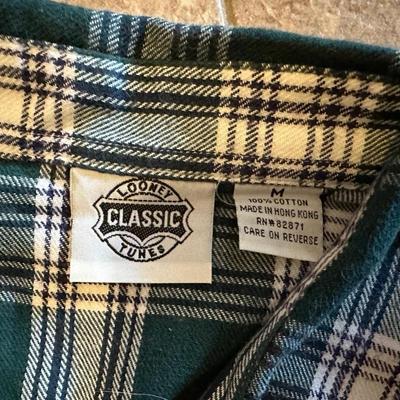 LOONEY
CLASSIC
TUNES
M
100% COTTON
MADE IN HONG KONG
RN# 82871
CARE ON REVERSE